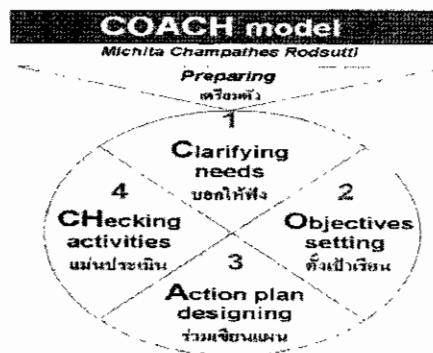 COACH model
Michita Champathes Rodsutti
Preparing
เตรียมตัว
1
Clarifying
needs
บอกให้ฟัง
2
Objectives
setting
ตั้งเป้าเรียน
3
Action plan
designing
ร่วมเขียนแผน
4
CHecking
activities
แม่นประเมิน